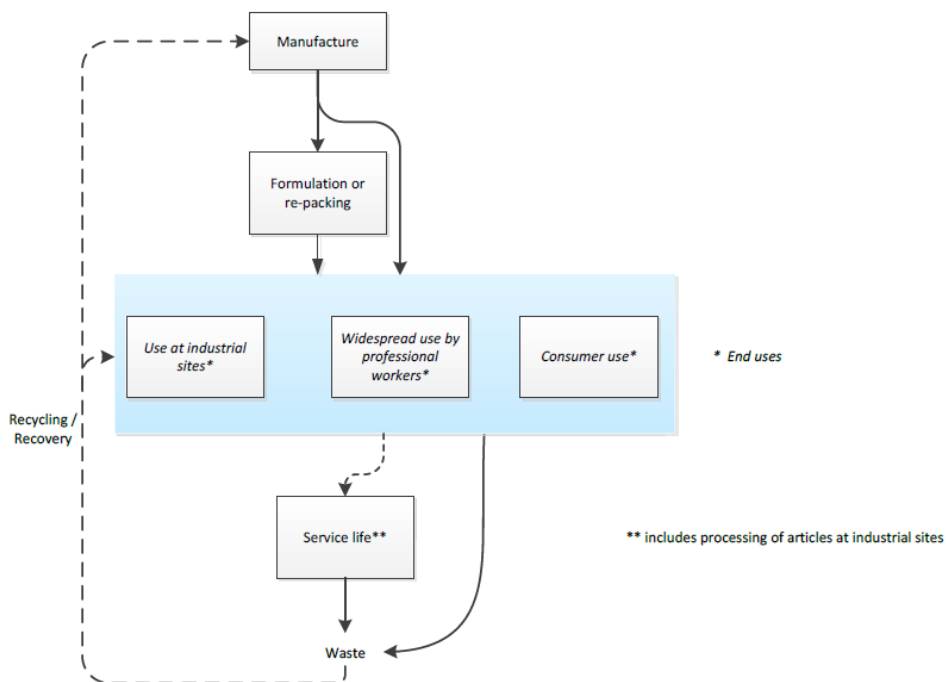 Manufacture
Formulation or
re-packing
Use at industrial
sites*
Widespread use by
professional
workers*
Consumer use*
* End uses
Recycling /
Recovery
Service life**
** includes processing of articles at industrial sites
Waste